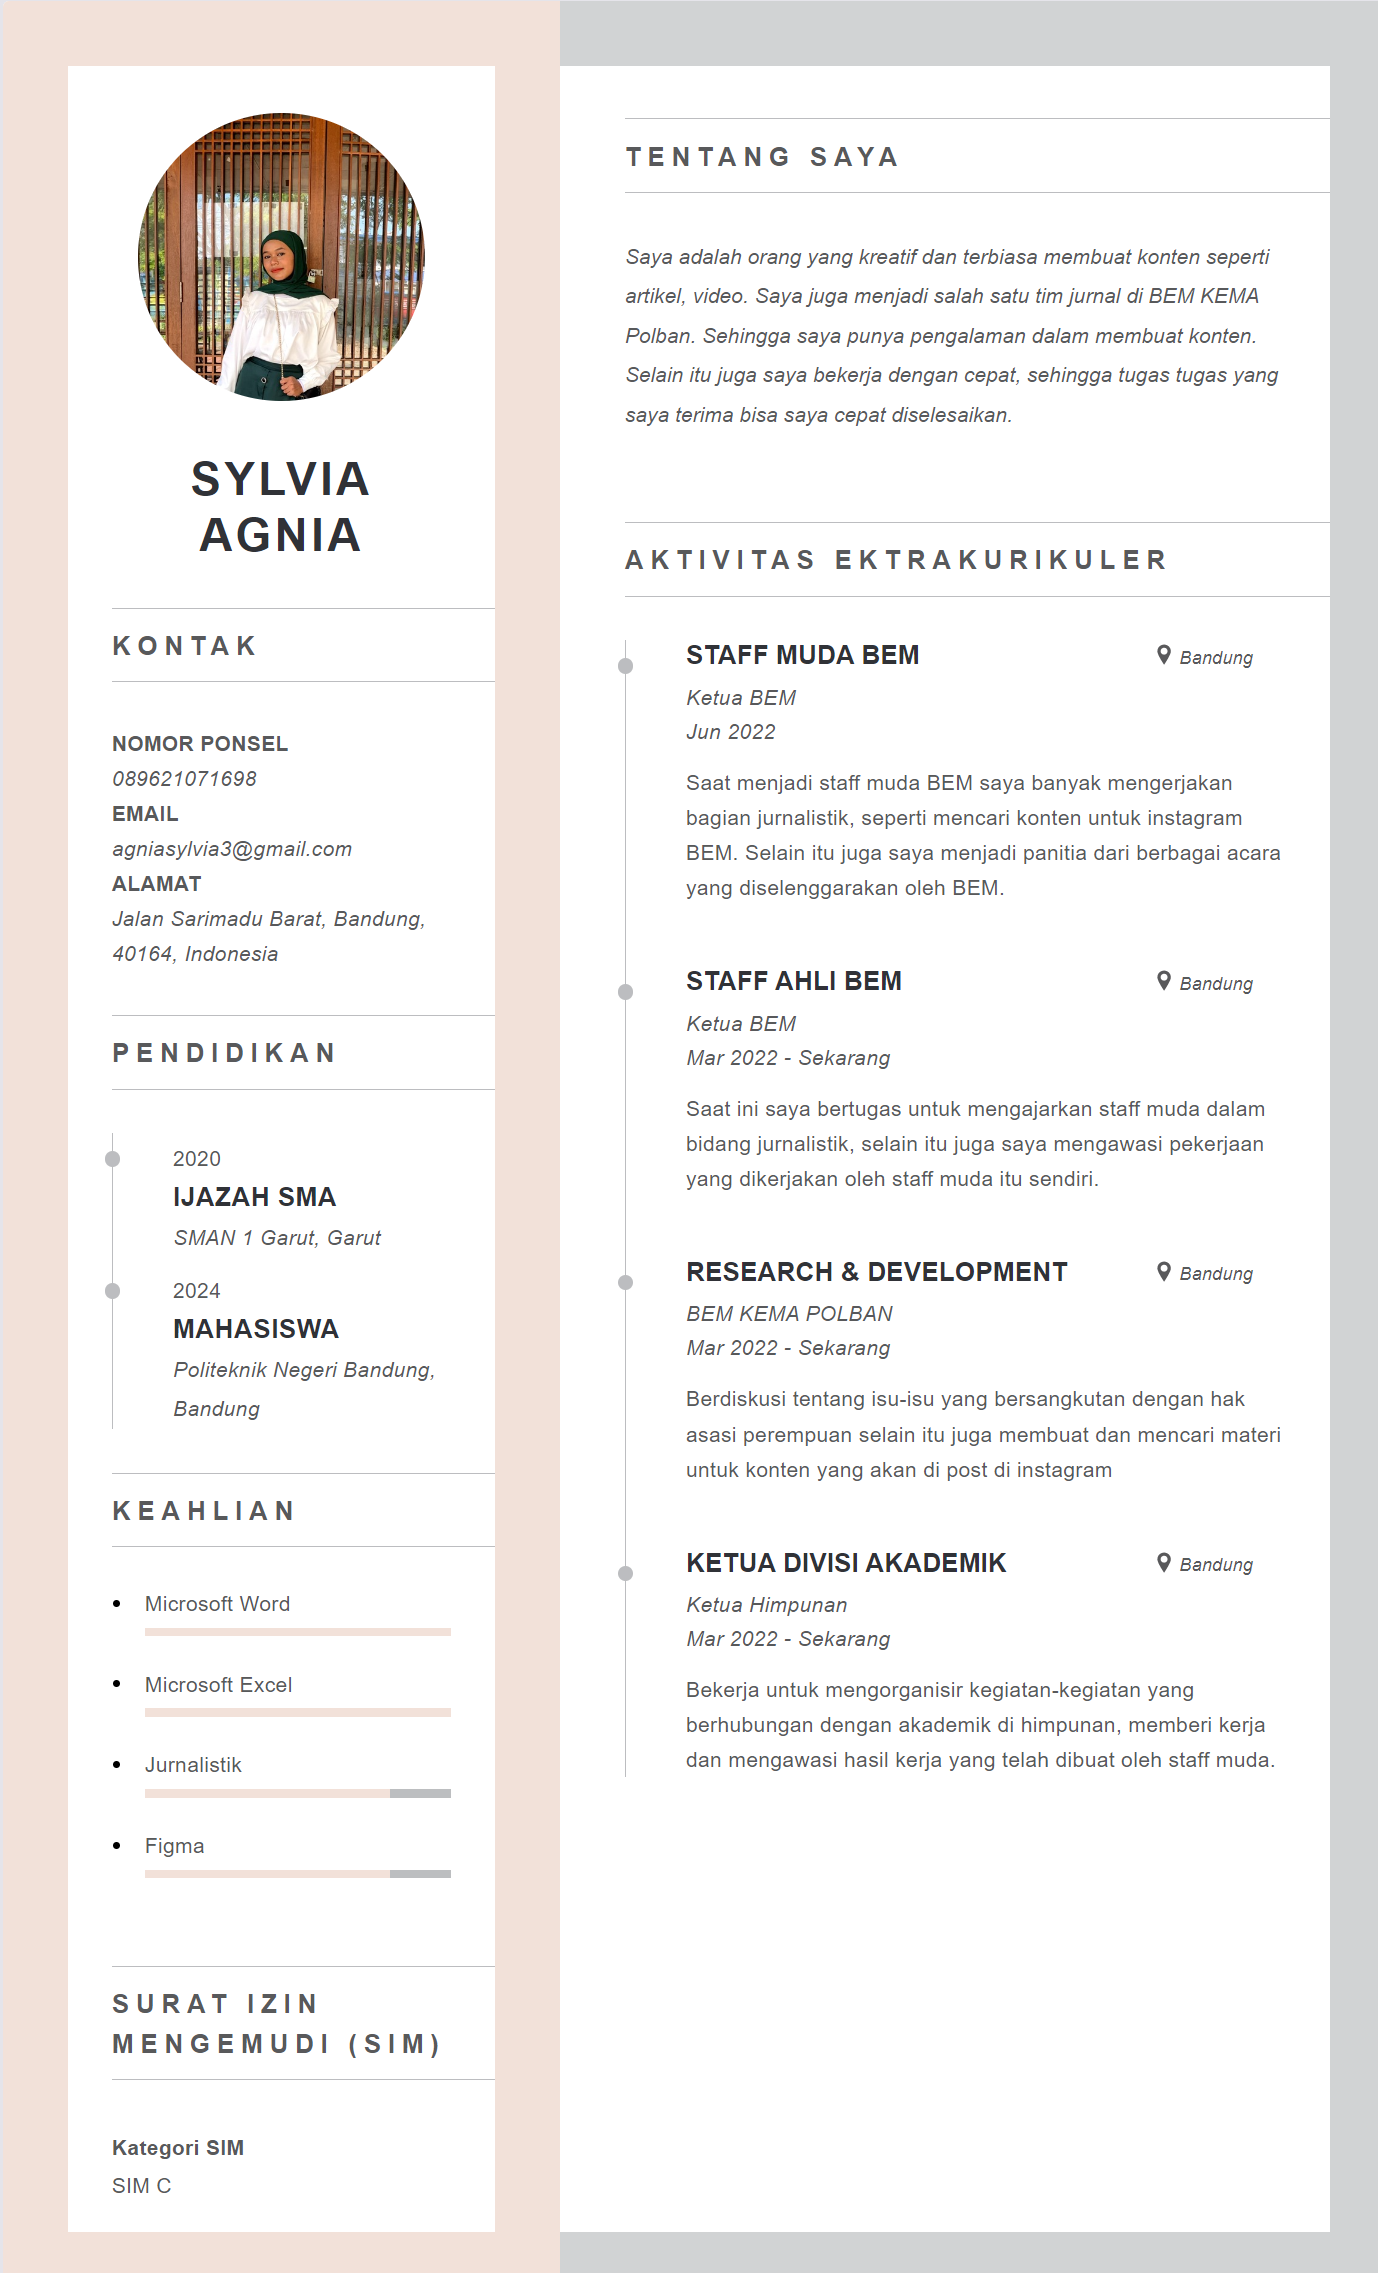 SYLVIA
AGNIA
KONTAK
NOMOR PONSEL
089621071698
EMAIL
agniasylvia3@gmail.com
ALAMAT
Jalan Sarimadu Barat, Bandung,
40164, Indonesia
PENDIDIKAN
2020
IJAZAH SMA
SMAN 1 Garut, Garut
2024
MAHASISWA
Politeknik Negeri Bandung,
Bandung
KEAHLIAN
• Microsoft Word
• Microsoft Excel
• Jurnalistik
• Figma
SURAT IZIN
MENGEMUDI (SIM)
Kategori SIM
SIM C
TENTANG SAYA
Saya adalah orang yang kreatif dan terbiasa membuat konten seperti
artikel, video. Saya juga menjadi salah satu tim jurnal di BEM KEMA
Polban. Sehingga saya punya pengalaman dalam membuat konten.
Selain itu juga saya bekerja dengan cepat, sehingga tugas tugas yang
saya terima bisa saya cepat diselesaikan.
AKTIVITAS EKTRAKURIKULER
STAFF MUDA BEM Bandung
Ketua BEM
Jun 2022
Saat menjadi staff muda BEM saya banyak mengerjakan
bagian jurnalistik, seperti mencari konten untuk instagram
BEM. Selain itu juga saya menjadi panitia dari berbagai acara
yang diselenggarakan oleh BEM.
STAFF AHLI BEM Bandung
Ketua BEM
Mar 2022 - Sekarang
Saat ini saya bertugas untuk mengajarkan staff muda dalam
bidang jurnalistik, selain itu juga saya mengawasi pekerjaan
yang dikerjakan oleh staff muda itu sendiri.
RESEARCH & DEVELOPMENT Bandung
BEM KEMA POLBAN
Mar 2022 - Sekarang
Berdiskusi tentang isu-isu yang bersangkutan dengan hak
asasi perempuan selain itu juga membuat dan mencari materi
untuk konten yang akan di post di instagram
KETUA DIVISI AKADEMIK Bandung
Ketua Himpunan
Mar 2022 - Sekarang
Bekerja untuk mengorganisir kegiatan-kegiatan yang
berhubungan dengan akademik di himpunan, memberi kerja
dan mengawasi hasil kerja yang telah dibuat oleh staff muda.